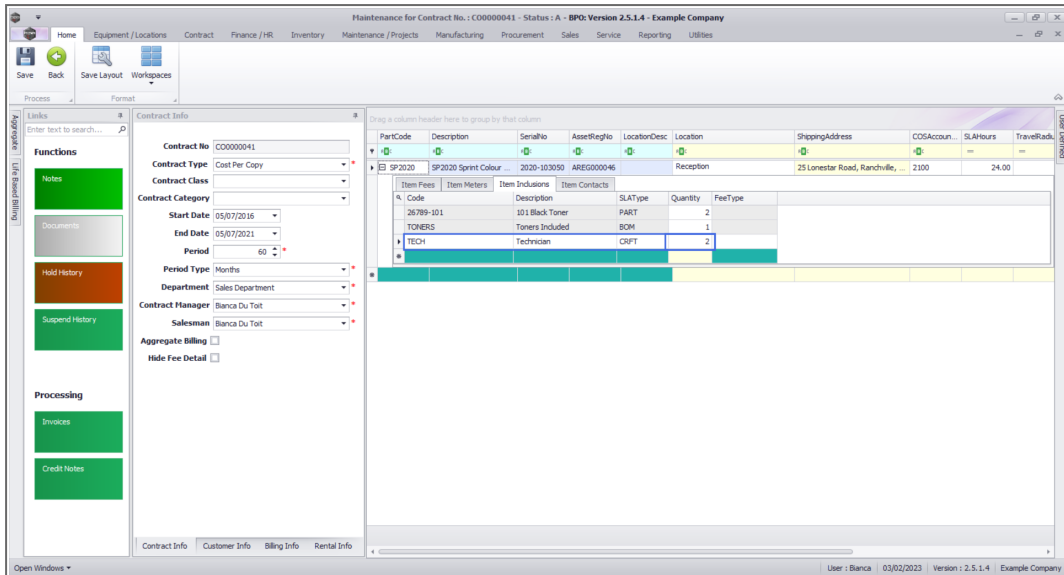 Maintenance for Contract No. : CO0000041 - Status : A - BPO: Version 2.5.1.4 - Example Company
Home Equipment / Locations Contract Finance / HR Inventory Maintenance / Projects Manufacturing Procurement Sales Service Reporting Utilities
Save Back Save Layout Workspaces
Process Format
Aggregate
Life Based Billing
Links
Enter text to search...
Functions
Notes
Documents
Hold History
Suspend History
Processing
Invoices
Credit Notes
Contract Info
Contract No CO0000041
Contract Type Cost Per Copy *
Contract Class
Contract Category
Start Date 05/07/2016
End Date 05/07/2021
Period 60 *
Period Type Months *
Department Sales Department *
Contract Manager Bianca Du Toit *
Salesman Bianca Du Toit *
Aggregate Billing
Hide Fee Detail
Contract Info Customer Info Billing Info Rental Info
Drag a column header here to group by that column
PartCode Description SerialNo AssetRegNo LocationDesc Location ShippingAddress COSAccoun... SLAHours TravelRadiu
SP2020 SP2020 Sprint Colour ... 2020-103050 AREG000046 Reception 25 Lonestar Road, Ranchville, ... 2100 24.00
Item Fees Item Meters Item Inclusions Item Contacts
Code Description SLAType Quantity FeeType
26789-101 101 Black Toner PART 2
TONERS Toners Included BOM 1
TECH Technician CRFT 2
User Defined
Open Windows User : Bianca 03/02/2023 Version : 2.5.1.4 Example Company